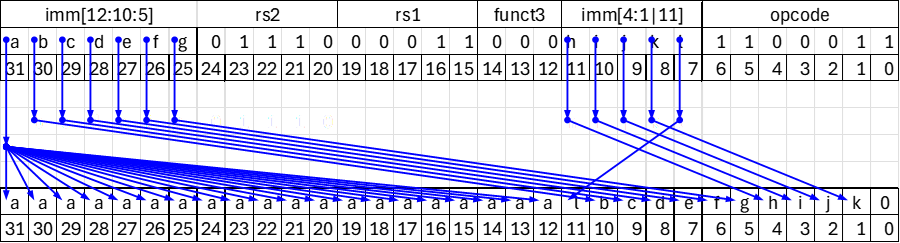 imm[12:10:5] rs2 rs1 funct3 imm[4:1|11] opcode
a b c d e f g 0 1 1 1 0 0 0 0 1 1 0 0 0 h i j k l 1 1 0 0 0 1 1
31 30 29 28 27 26 25 24 23 22 21 20 19 18 17 16 15 14 13 12 11 10 9 8 7 6 5 4 3 2 1 0
a a a a a a a a a a a a a a a a a a a a l b c d e f g h i j k 0
31 30 29 28 27 26 25 24 23 22 21 20 19 18 17 16 15 14 13 12 11 10 9 8 7 6 5 4 3 2 1 0